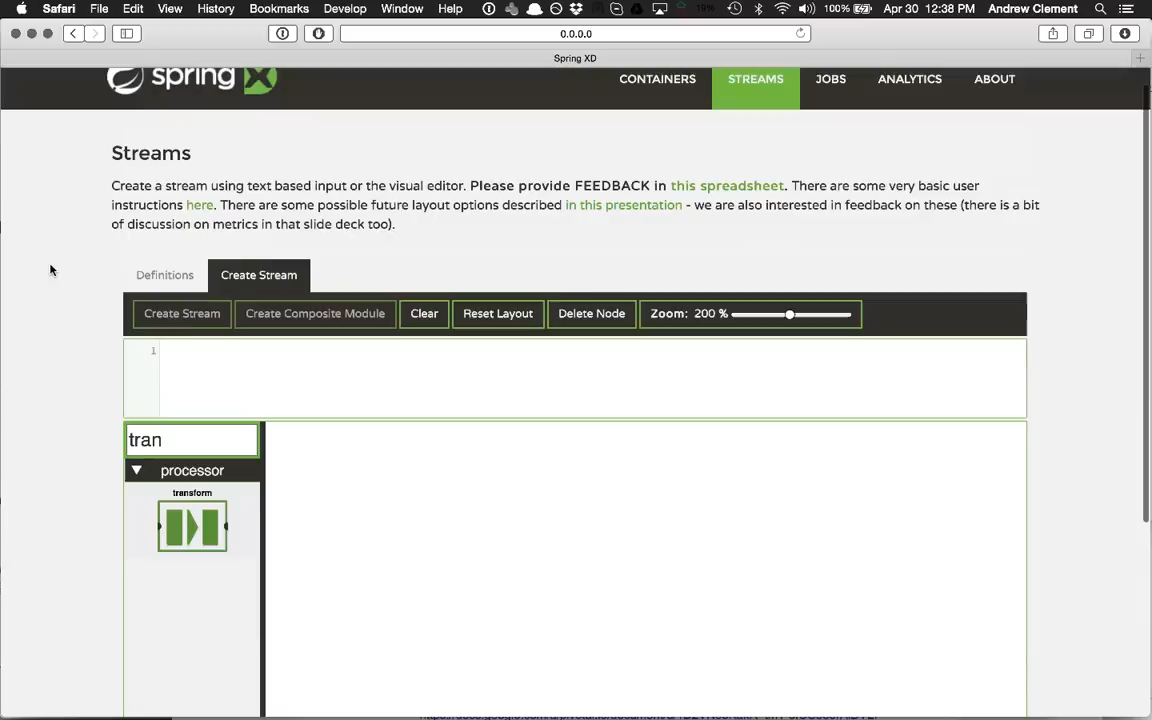 Safari File Edit View History Bookmarks Develop Window Help 19% 100% Apr 30 12:38 PM Andrew Clement
0.0.0.0
Spring XD
spring X CONTAINERS STREAMS JOBS ANALYTICS ABOUT
Streams
Create a stream using text based input or the visual editor. Please provide FEEDBACK in this spreadsheet. There are some very basic user
instructions here. There are some possible future layout options described in this presentation - we are also interested in feedback on these (there is a bit
of discussion on metrics in that slide deck too).
Definitions Create Stream
Create Stream Create Composite Module Clear Reset Layout Delete Node Zoom: 200 %
1
tran
processor
transform